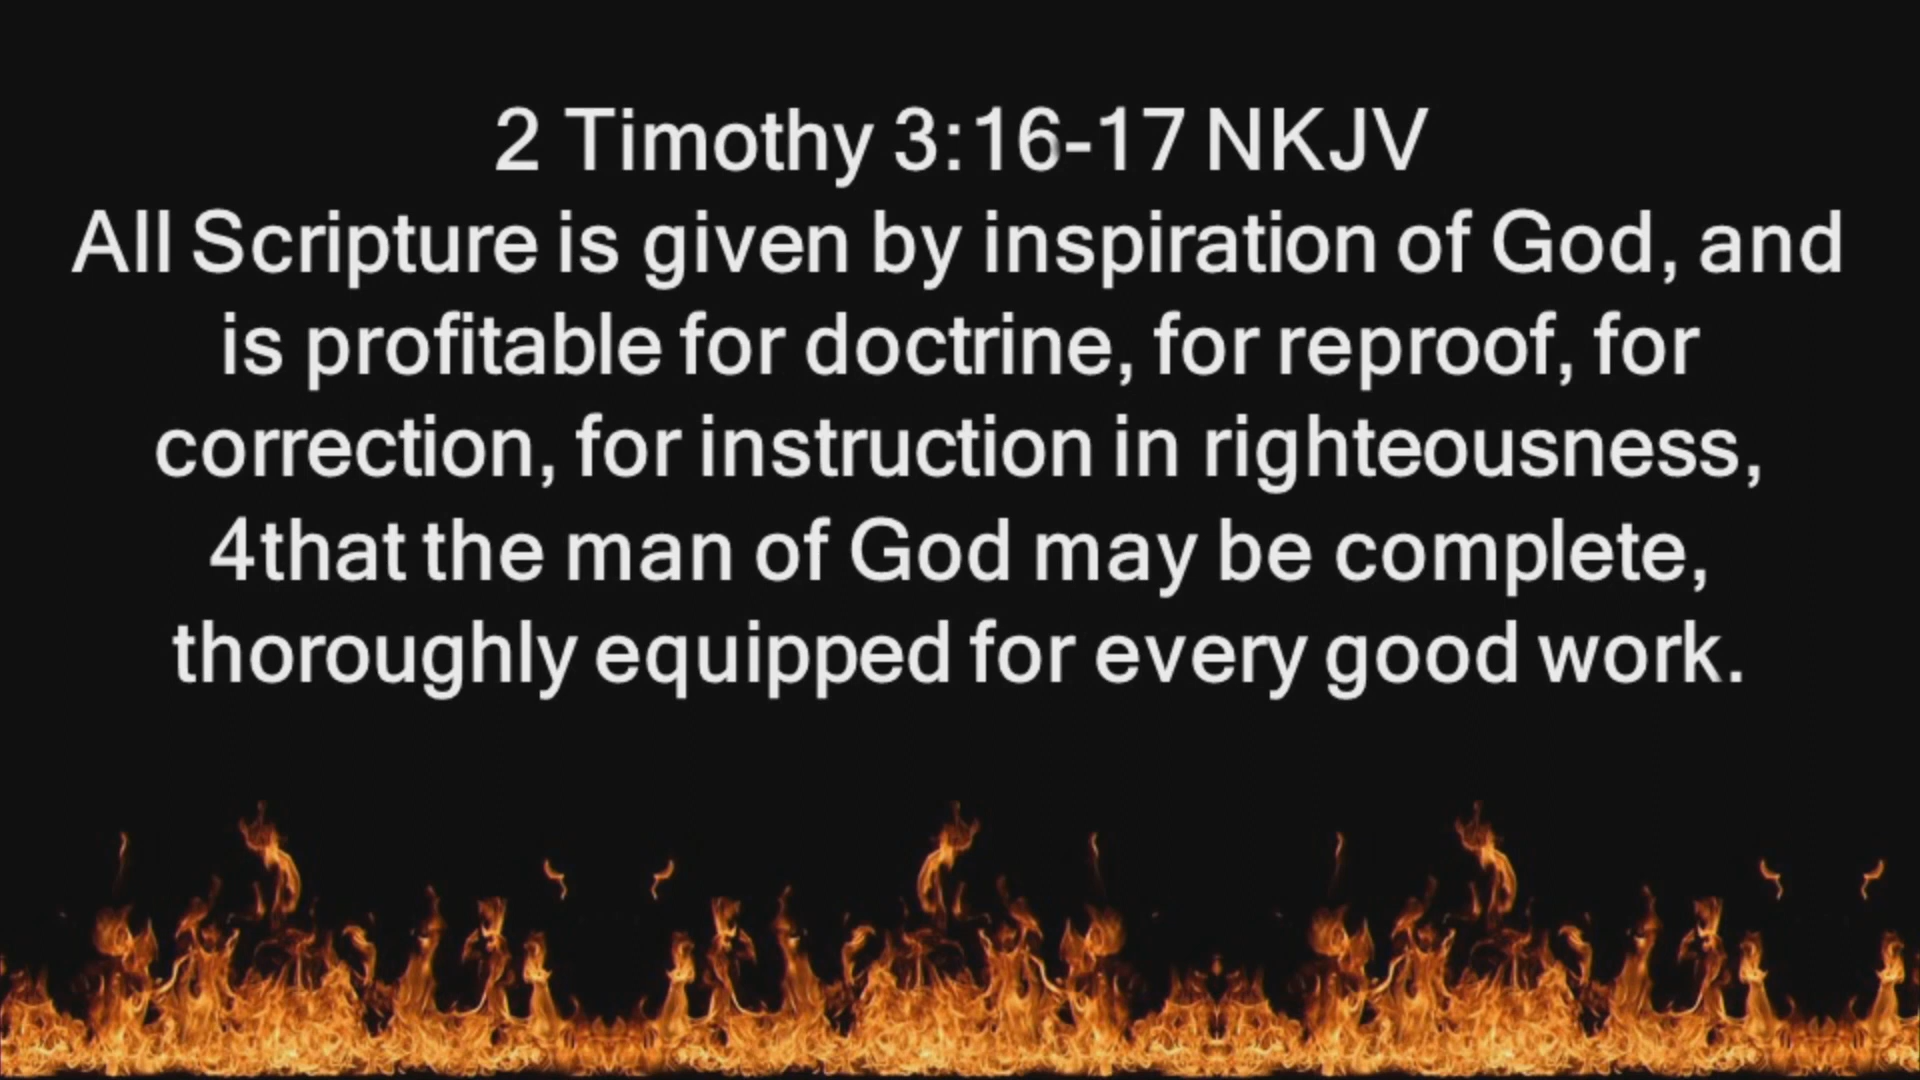 2 Timothy 3:16-17 NKJV
All Scripture is given by inspiration of God, and
is profitable for doctrine, for reproof, for
correction, for instruction in righteousness,
4that the man of God may be complete,
thoroughly equipped for every good work.